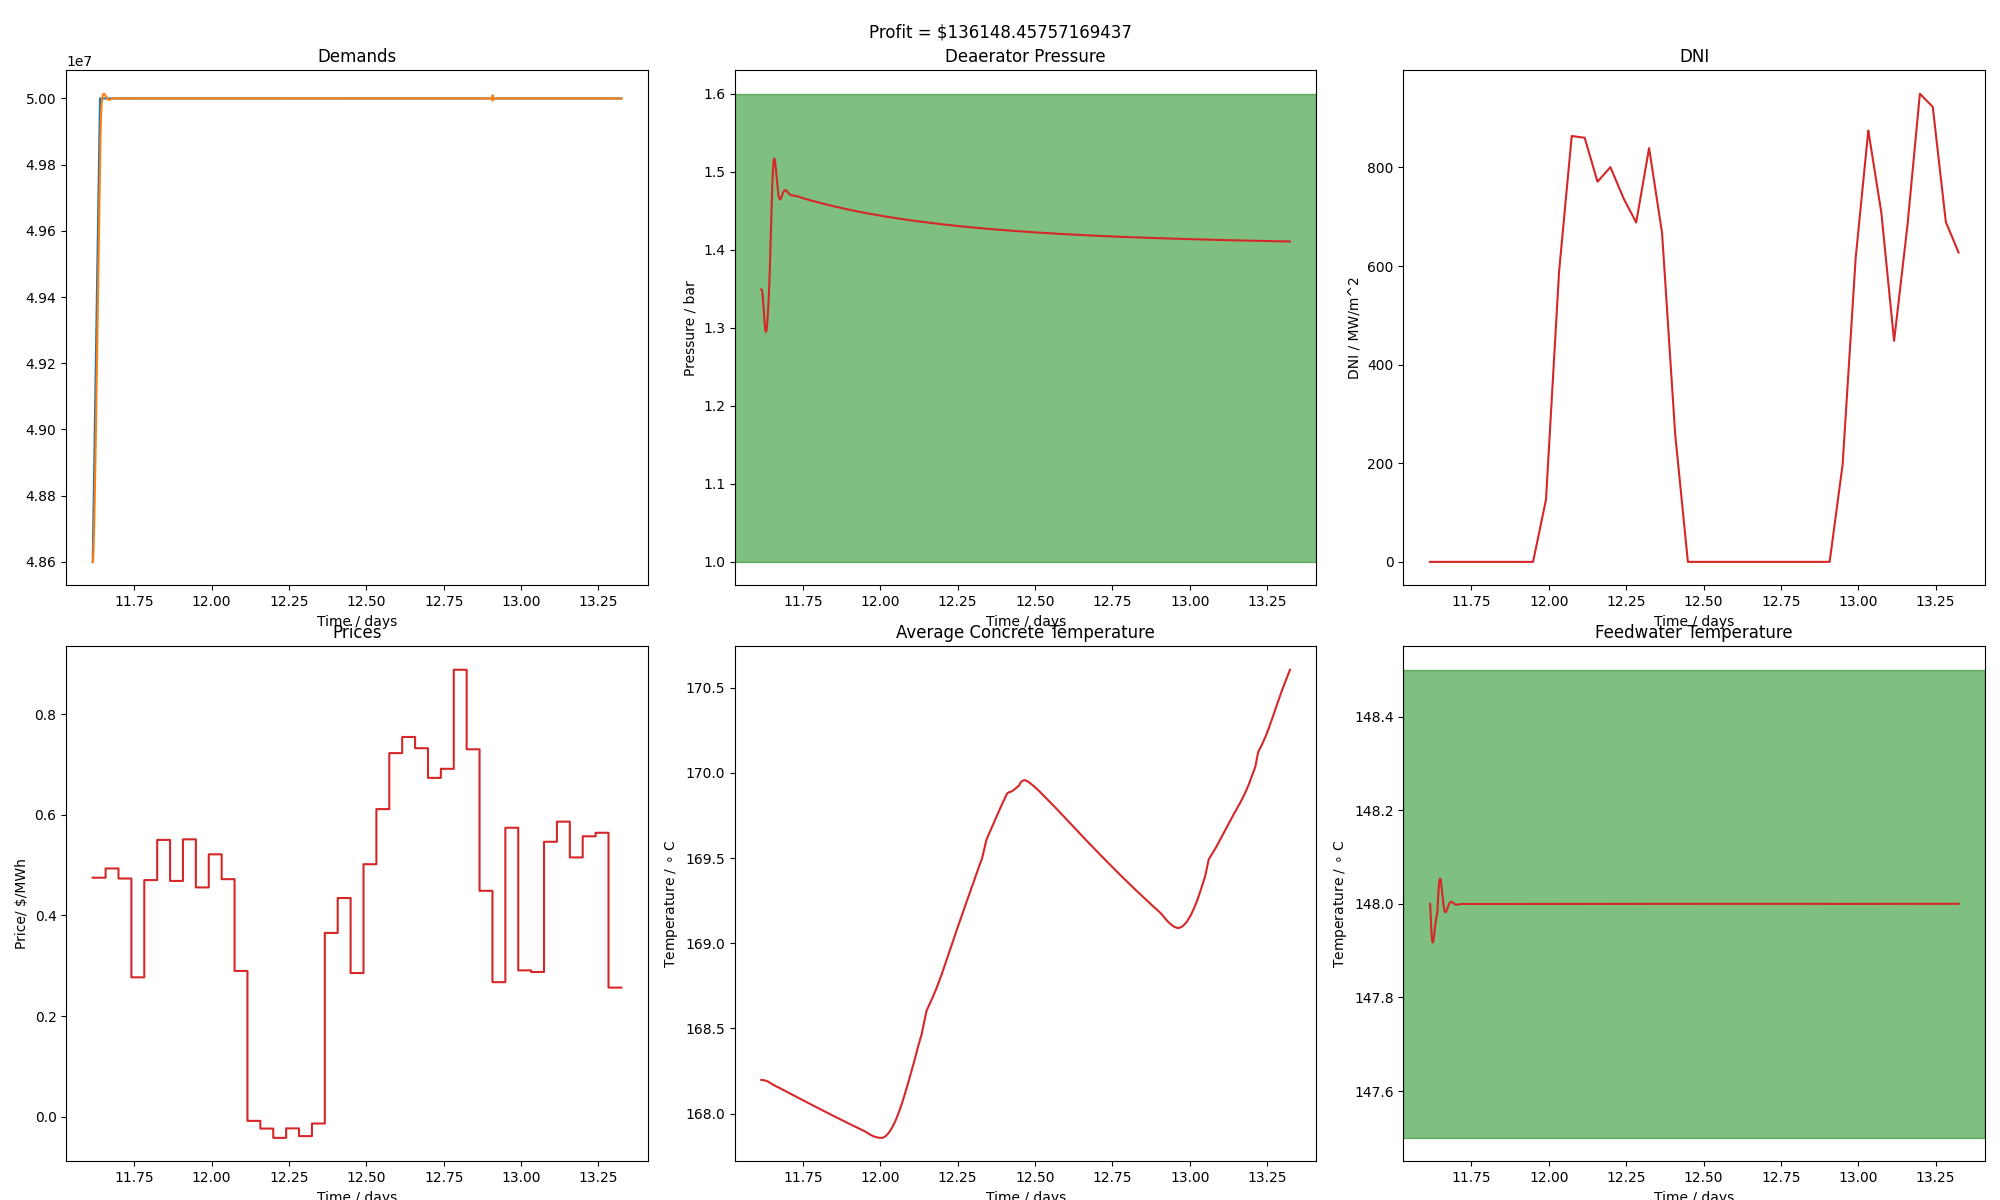 Profit = $136148.45757169437
Demands
1e7
5.00
4.98
4.96
4.94
4.92
4.90
4.88
4.86
11.75 12.00 12.25 12.50 12.75 13.00 13.25
Time / days
Deaerator Pressure
Pressure / bar
1.6
1.5
1.4
1.3
1.2
1.1
1.0
11.75 12.00 12.25 12.50 12.75 13.00 13.25
Time / days
DNI
DNI / MW/m^2
800
600
400
200
0
11.75 12.00 12.25 12.50 12.75 13.00 13.25
Time / days
Prices
Price/ $/MWh
0.8
0.6
0.4
0.2
0.0
11.75 12.00 12.25 12.50 12.75 13.00 13.25
Time / days
Average Concrete Temperature
Temperature / ∘ C
170.5
170.0
169.5
169.0
168.5
168.0
11.75 12.00 12.25 12.50 12.75 13.00 13.25
Time / days
Feedwater Temperature
Temperature / ∘ C
148.4
148.2
148.0
147.8
147.6
11.75 12.00 12.25 12.50 12.75 13.00 13.25
Time / days